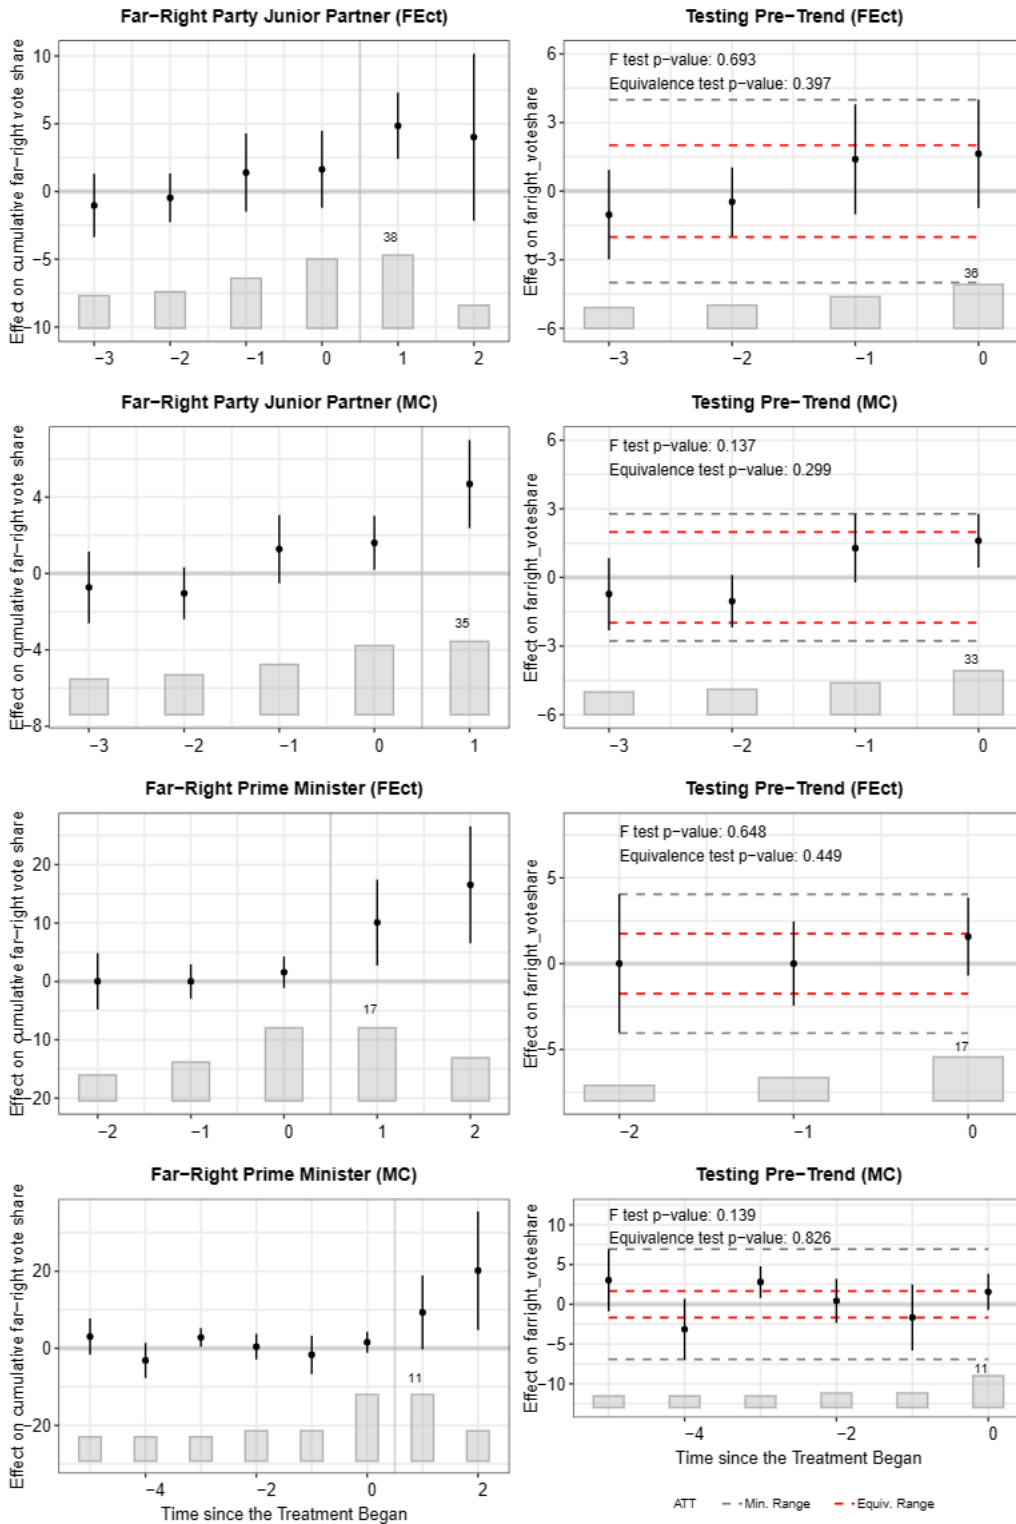 Far−Right Party Junior Partner (FEct)
Effect on cumulative far−right vote share
10
5
0
−5
−10
38
−3 −2 −1 0 1 2
Testing Pre−Trend (FEct)
Effect on farright_voteshare
F test p−value: 0.693
Equivalence test p−value: 0.397
6
3
0
−3
−6
36
−3 −2 −1 0
Far−Right Party Junior Partner (MC)
Effect on cumulative far−right vote share
4
0
−4
−8
35
−3 −2 −1 0 1
Testing Pre−Trend (MC)
Effect on farright_voteshare
F test p−value: 0.137
Equivalence test p−value: 0.299
6
3
0
−3
−6
33
−3 −2 −1 0
Far−Right Prime Minister (FEct)
Effect on cumulative far−right vote share
20
10
0
−10
−20
17
−2 −1 0 1 2
Testing Pre−Trend (FEct)
Effect on farright_voteshare
F test p−value: 0.648
Equivalence test p−value: 0.449
5
0
−5
17
−2 −1 0
Far−Right Prime Minister (MC)
Effect on cumulative far−right vote share
20
0
−20
11
−4 −2 0 2
Time since the Treatment Began
Testing Pre−Trend (MC)
Effect on farright_voteshare
F test p−value: 0.139
Equivalence test p−value: 0.826
10
5
0
−5
−10
11
−4 −2 0
Time since the Treatment Began
ATT Min. Range Equiv. Range